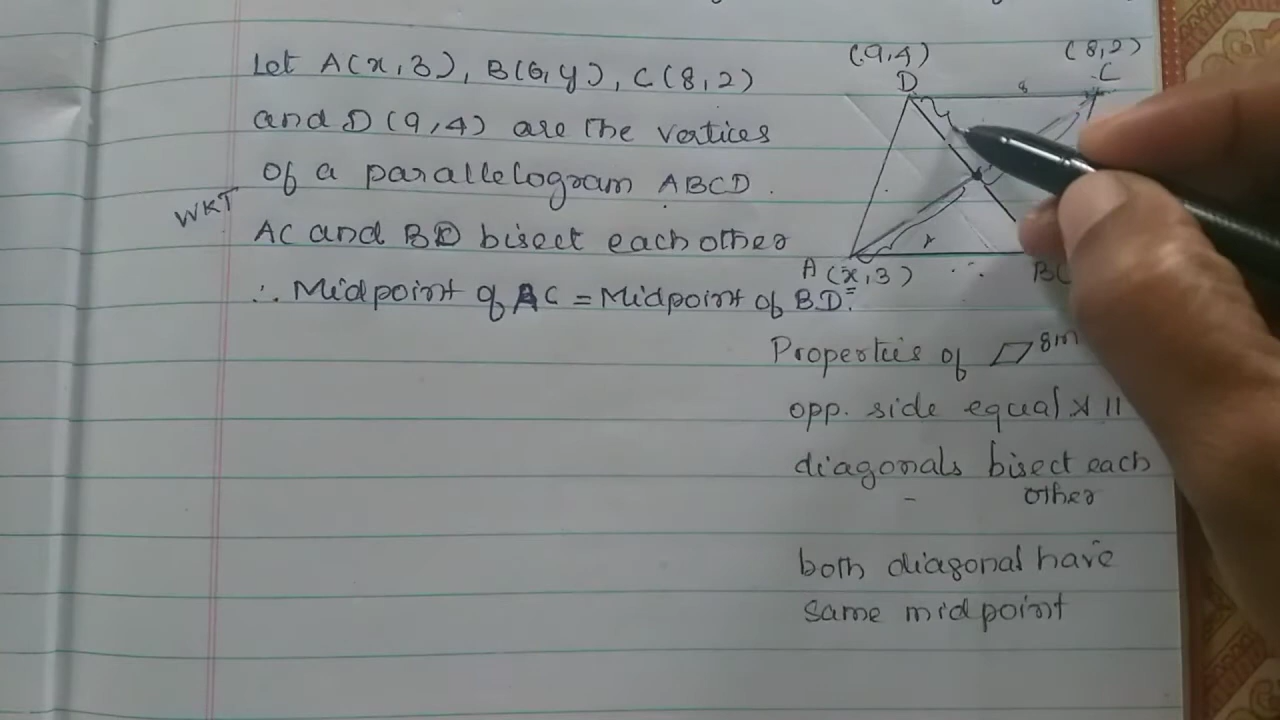 Let A(x,3), B(6,y), C(8,2)
and D (9,4) are the vertices
of a parallelogram ABCD.
WKT
AC and BD bisect each other
∴ Midpoint of AC = Midpoint of BD
(9,4)
(8,2)
D
C
A (x,3)
B(
Properties of ▱gm
opp. side equal & ||
diagonals bisect each
other
both diagonal have
same midpoint